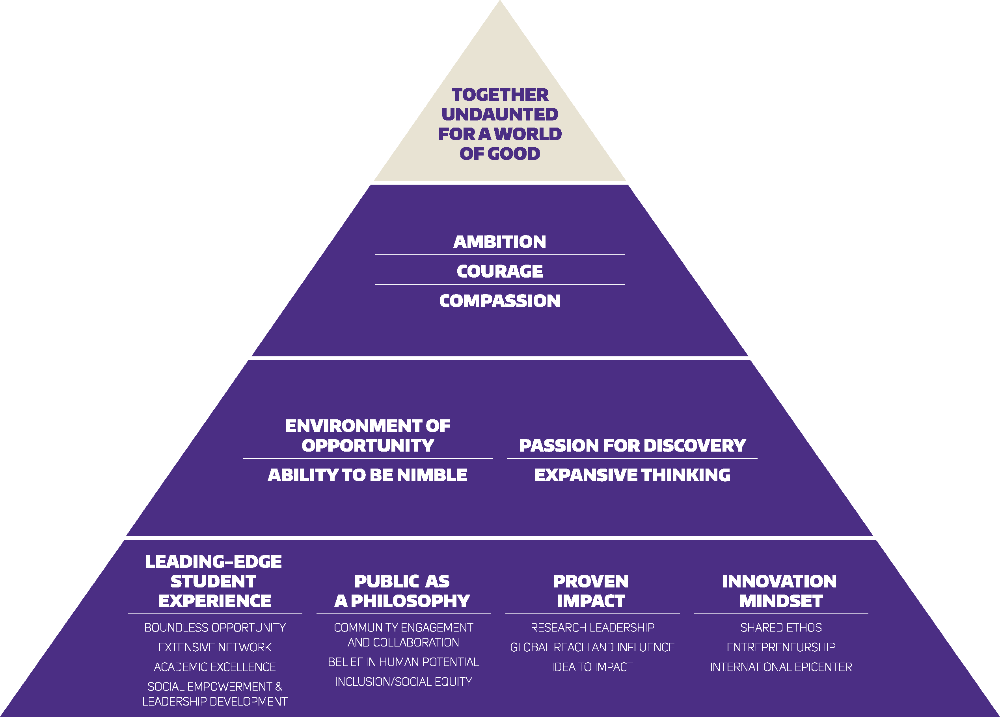 TOGETHER
UNDAUNTED
FOR A WORLD
OF GOOD
AMBITION
COURAGE
COMPASSION
ENVIRONMENT OF
OPPORTUNITY
ABILITY TO BE NIMBLE
PASSION FOR DISCOVERY
EXPANSIVE THINKING
LEADING-EDGE
STUDENT
EXPERIENCE
BOUNDLESS OPPORTUNITY
EXTENSIVE NETWORK
ACADEMIC EXCELLENCE
SOCIAL EMPOWERMENT &
LEADERSHIP DEVELOPMENT
PUBLIC AS
A PHILOSOPHY
COMMUNITY ENGAGEMENT
AND COLLABORATION
BELIEF IN HUMAN POTENTIAL
INCLUSION/SOCIAL EQUITY
PROVEN
IMPACT
RESEARCH LEADERSHIP
GLOBAL REACH AND INFLUENCE
IDEA TO IMPACT
INNOVATION
MINDSET
SHARED ETHOS
ENTREPRENEURSHIP
INTERNATIONAL EPICENTER